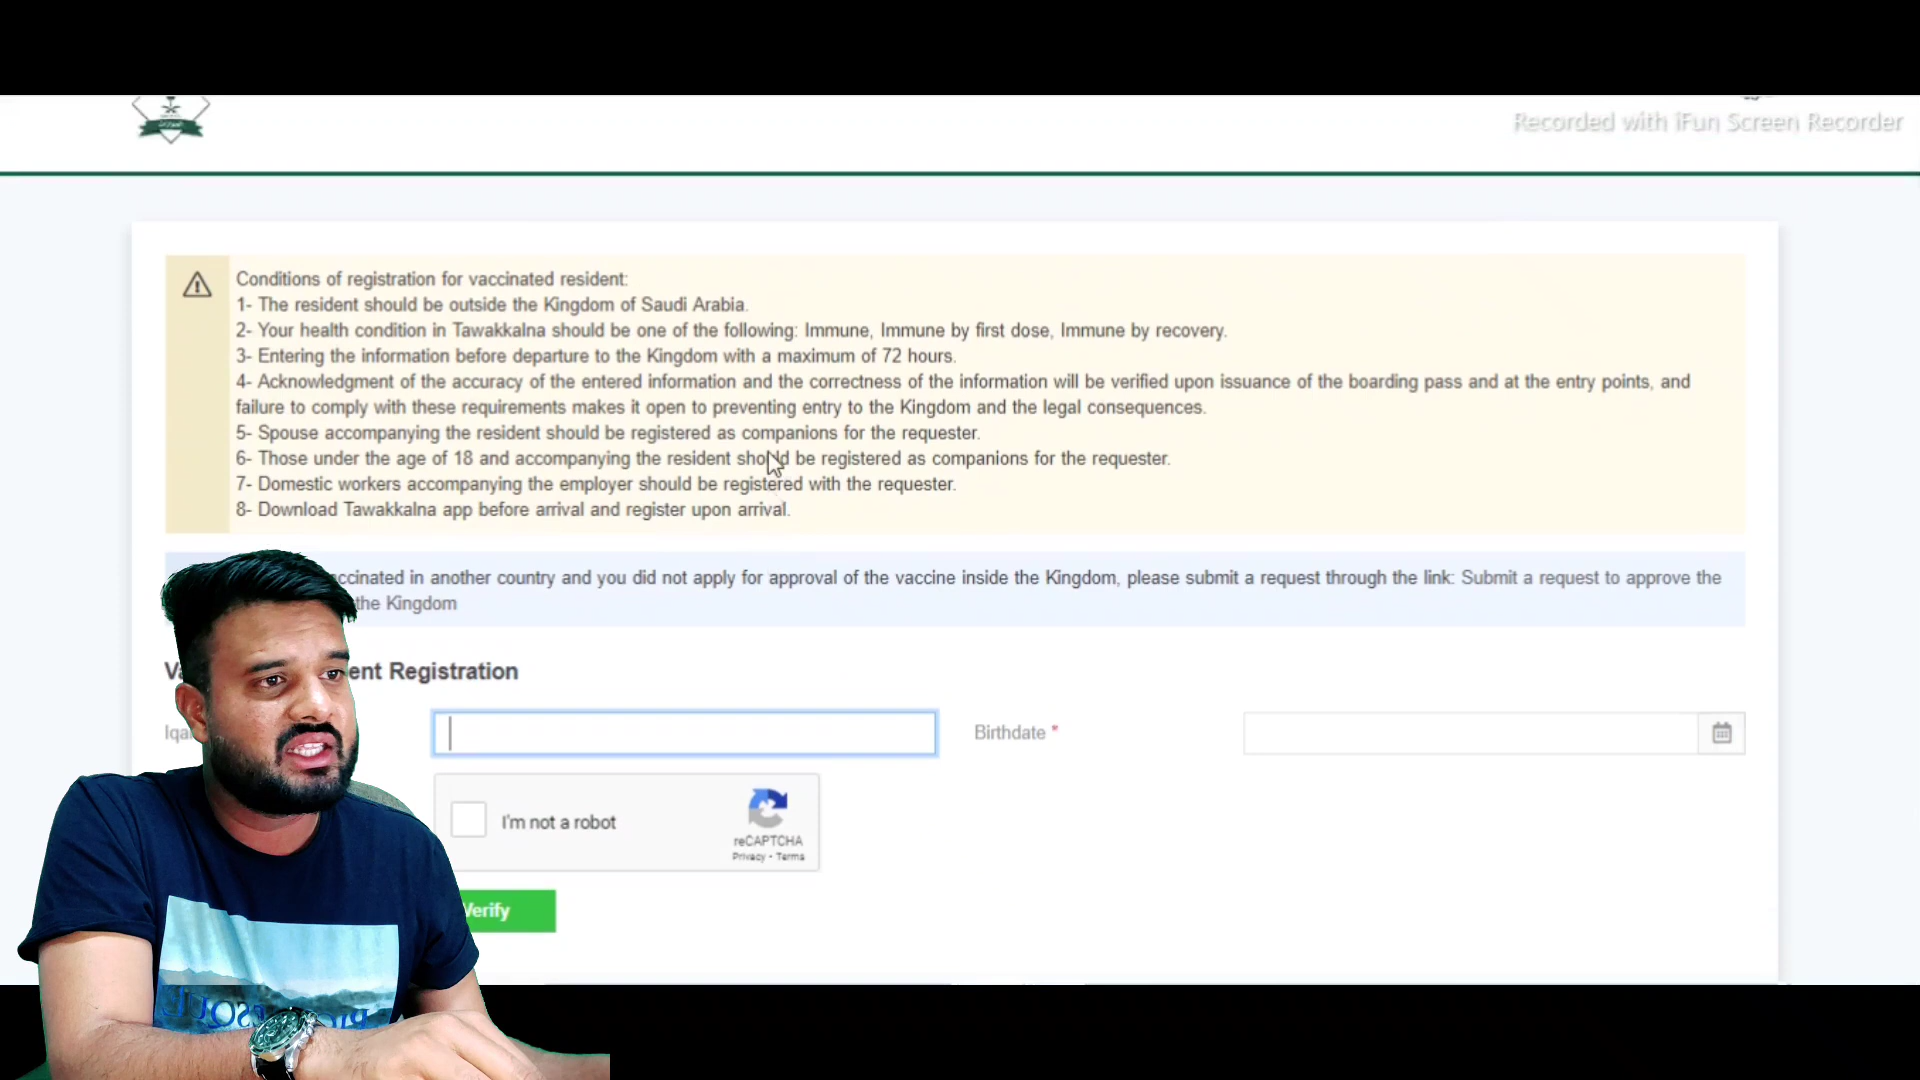 Recorded with iFun Screen Recorder
Conditions of registration for vaccinated resident:
1- The resident should be outside the Kingdom of Saudi Arabia.
2- Your health condition in Tawakkalna should be one of the following: Immune, Immune by first dose, Immune by recovery.
3- Entering the information before departure to the Kingdom with a maximum of 72 hours.
4- Acknowledgment of the accuracy of the entered information and the correctness of the information will be verified upon issuance of the boarding pass and at the entry points, and
failure to comply with these requirements makes it open to preventing entry to the Kingdom and the legal consequences.
5- Spouse accompanying the resident should be registered as companions for the requester.
6- Those under the age of 18 and accompanying the resident should be registered as companions for the requester.
7- Domestic workers accompanying the employer should be registered with the requester.
8- Download Tawakkalna app before arrival and register upon arrival.
ccinated in another country and you did not apply for approval of the vaccine inside the Kingdom, please submit a request through the link: Submit a request to approve the
the Kingdom
ent Registration
Iqa
Birthdate *
I'm not a robot
reCAPTCHA
Privacy - Terms
Verify